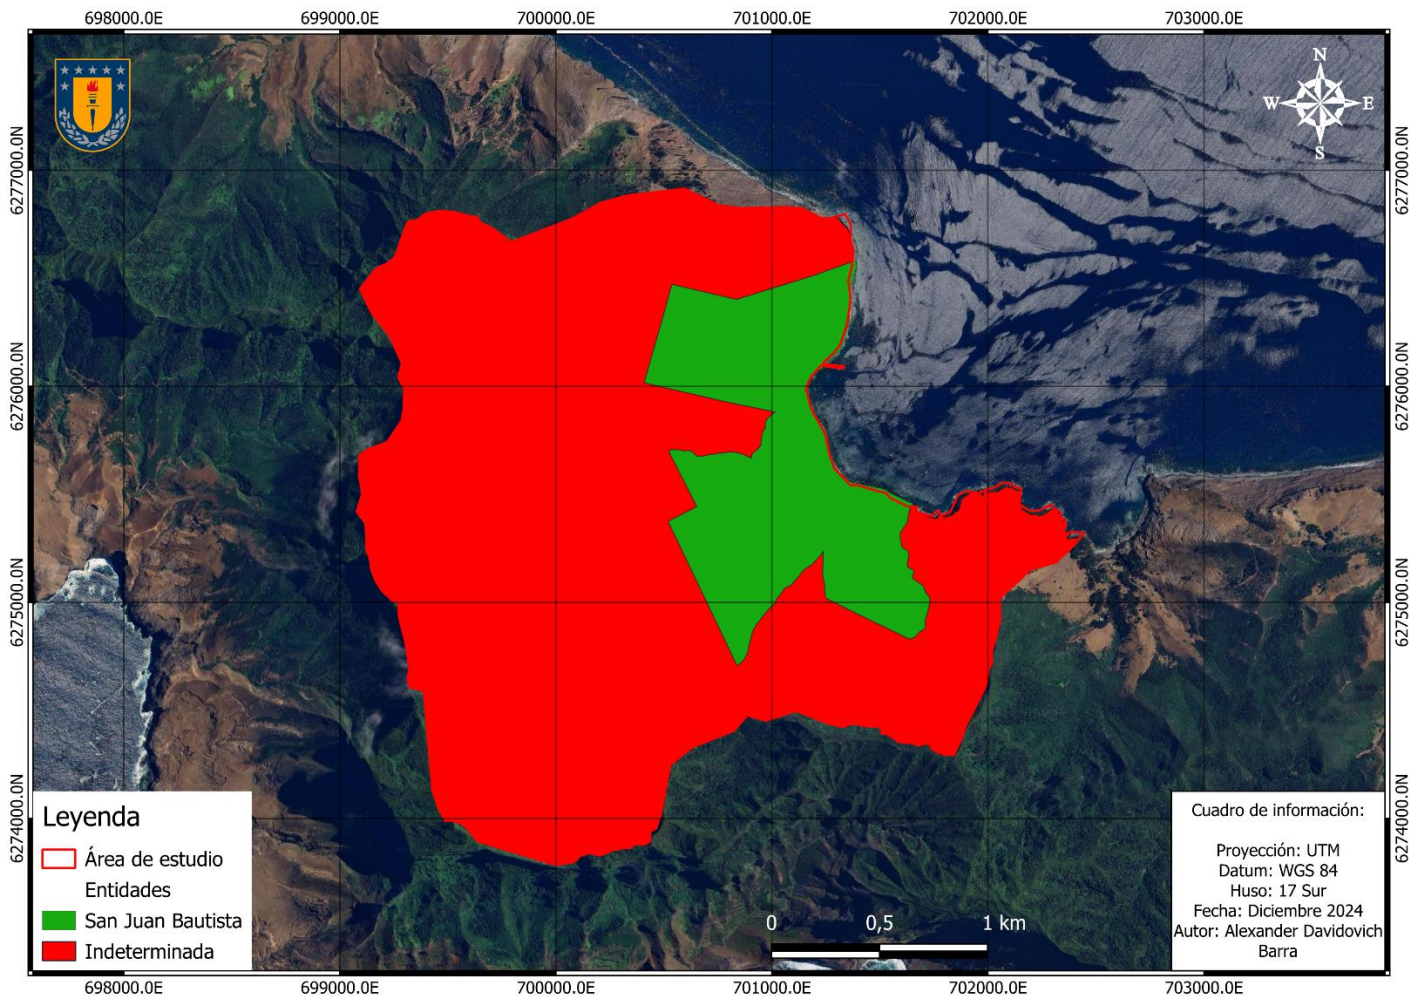 698000.0E 699000.0E 700000.0E 701000.0E 702000.0E 703000.0E
N
W E
S
6277000.0N 6277000.0N
6276000.0N 6276000.0N
6275000.0N 6275000.0N
6274000.0N 6274000.0N
Leyenda
Área de estudio
Entidades
San Juan Bautista
Indeterminada
0 0,5 1 km
Cuadro de información:
Proyección: UTM
Datum: WGS 84
Huso: 17 Sur
Fecha: Diciembre 2024
Autor: Alexander Davidovich
Barra
698000.0E 699000.0E 700000.0E 701000.0E 702000.0E 703000.0E